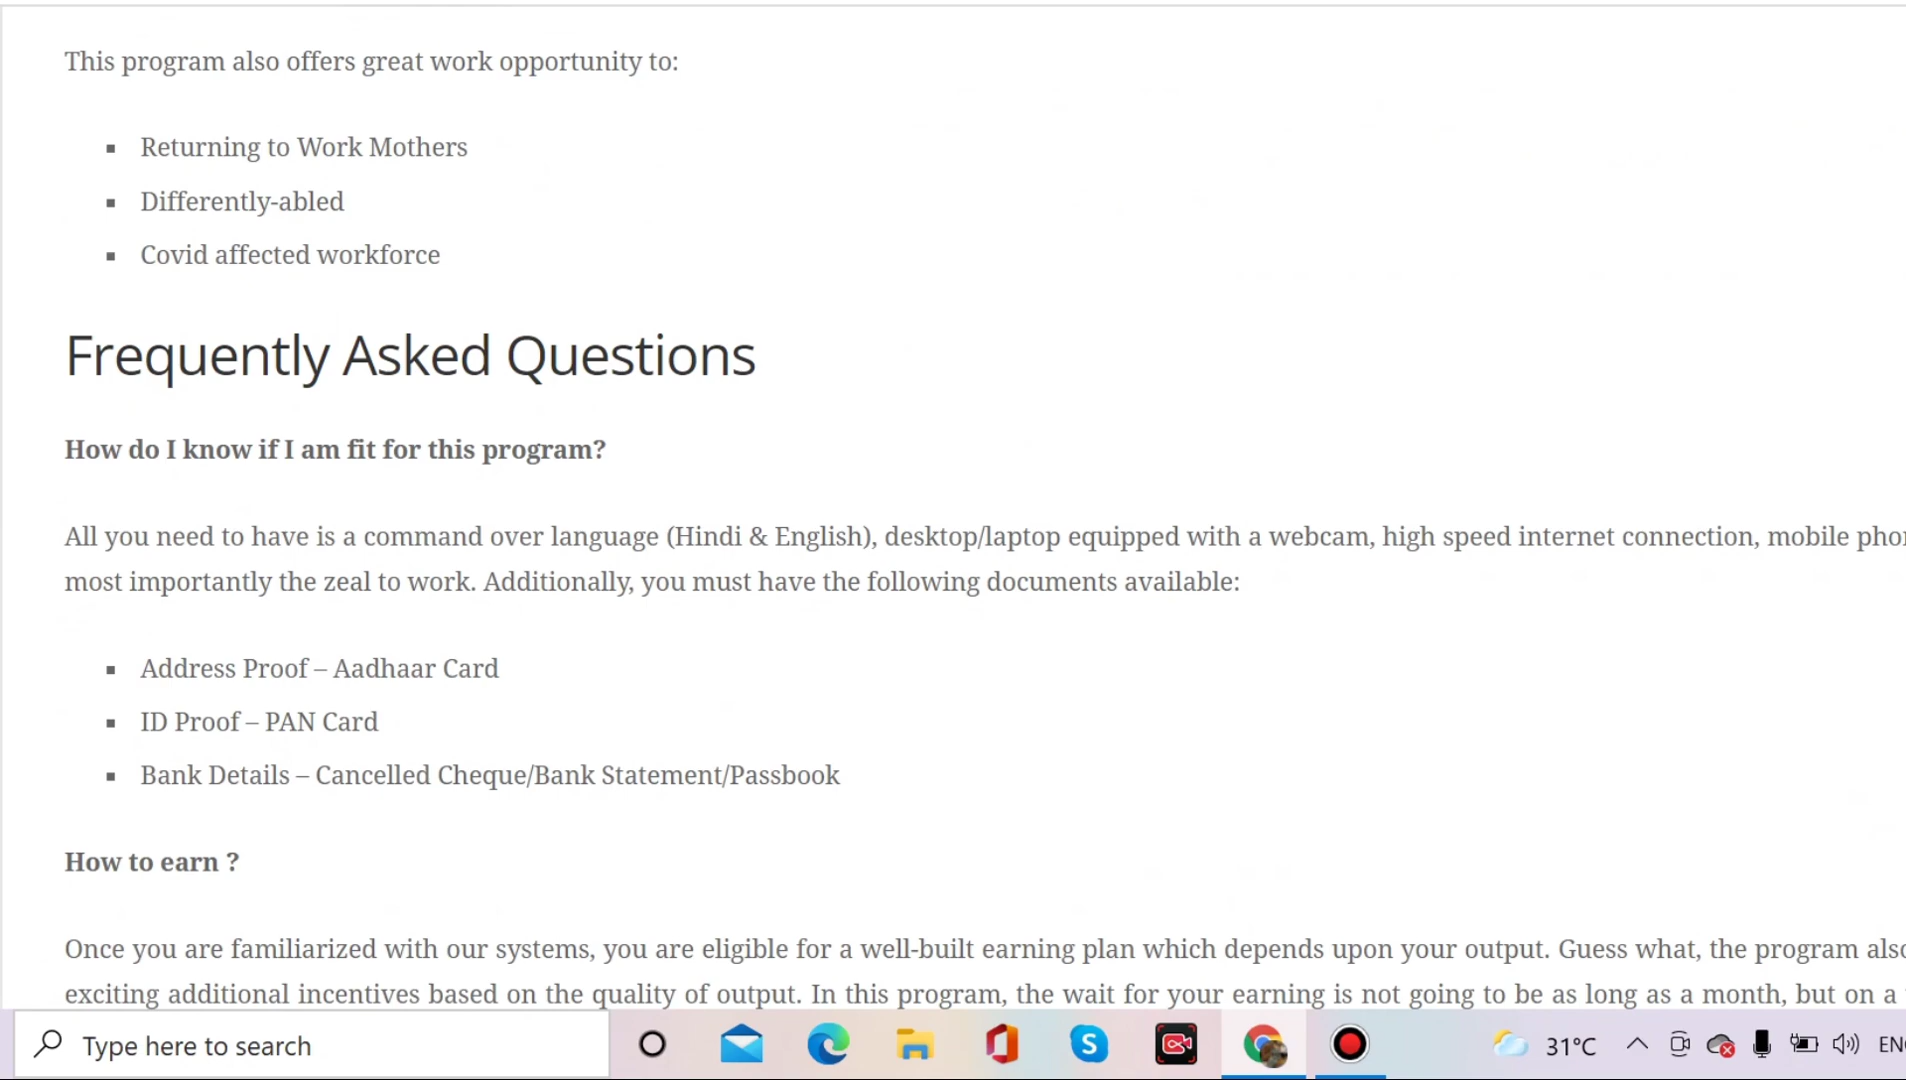 This program also offers great work opportunity to:
Returning to Work Mothers
Differently-abled
Covid affected workforce
Frequently Asked Questions
How do I know if I am fit for this program?
All you need to have is a command over language (Hindi & English), desktop/laptop equipped with a webcam, high speed internet connection, mobile
most importantly the zeal to work. Additionally, you must have the following documents available:
Address Proof – Aadhaar Card
ID Proof – PAN Card
Bank Details – Cancelled Cheque/Bank Statement/Passbook
How to earn ?
Once you are familiarized with our systems, you are eligible for a well-built earning plan which depends upon your output. Guess what, the program
exciting additional incentives based on the quality of output. In this program, the wait for your earning is not going to be as long as a month, but on a
Type here to search
31°C